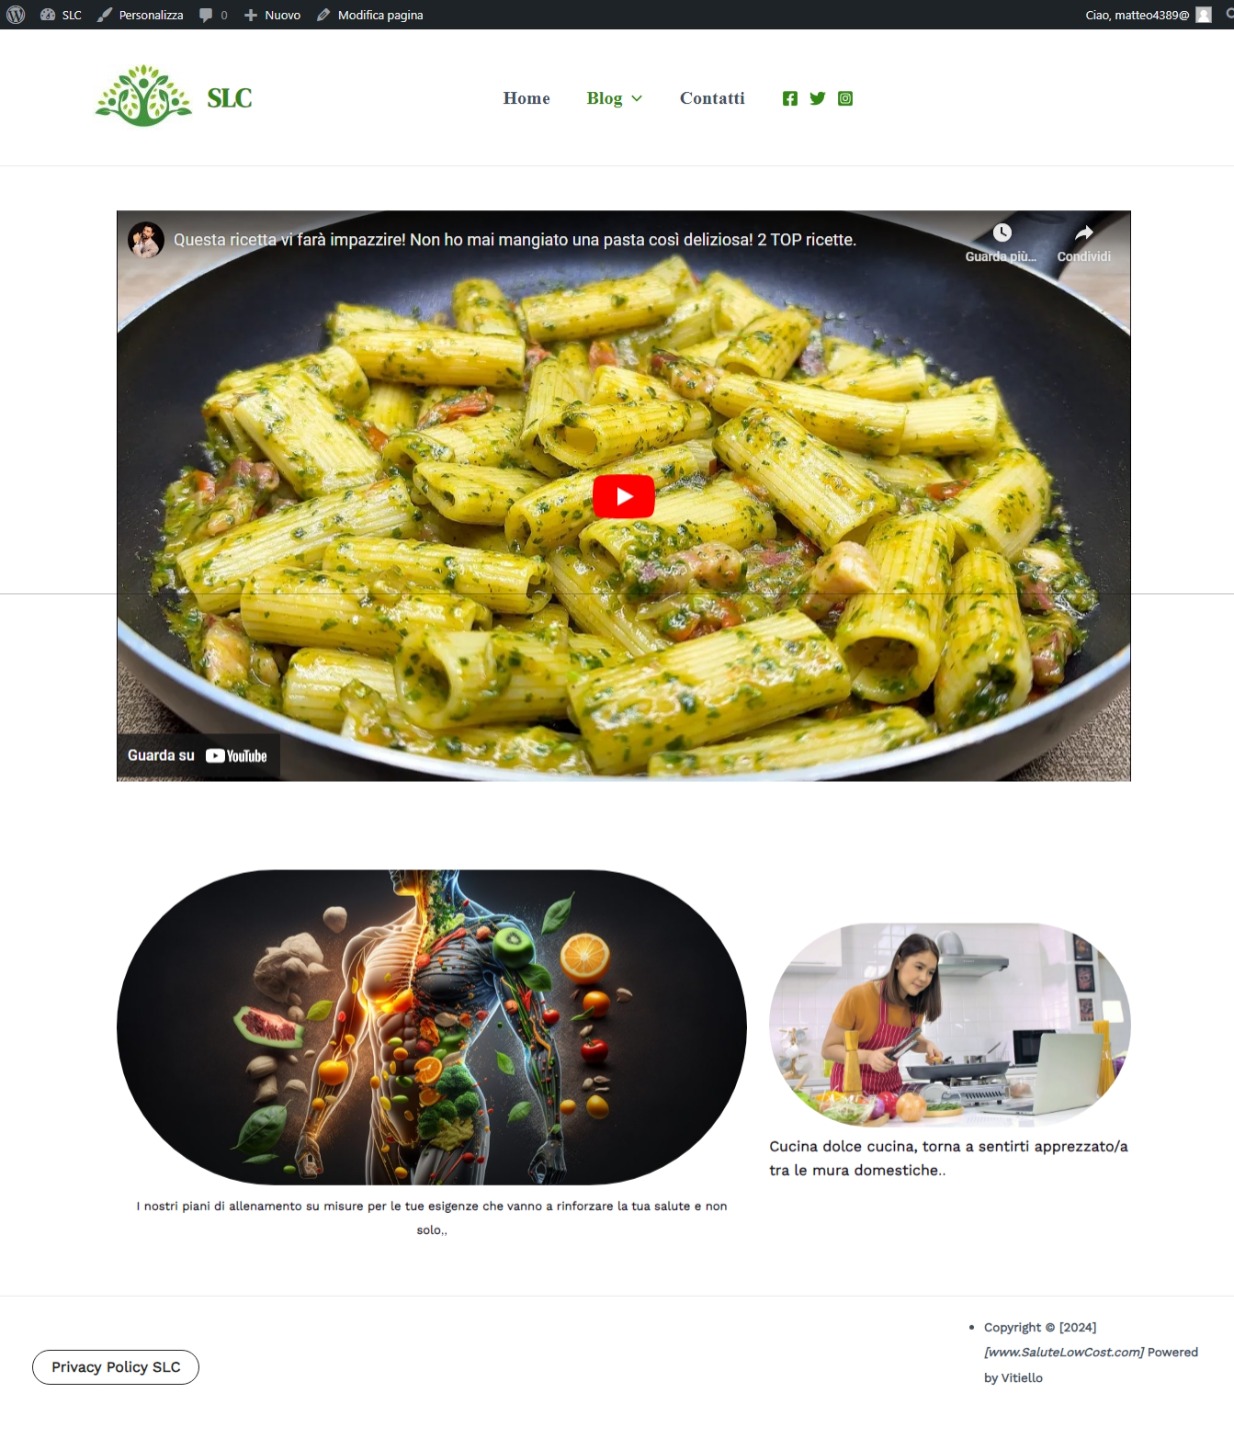 SLC
Personalizza
0
Nuovo
Modifica pagina
Ciao, matteo4389@
SLC
Home
Blog
Contatti
Questa ricetta vi farà impazzire! Non ho mai mangiato una pasta così deliziosa! 2 TOP ricette.
Guarda più...
Condividi
Guarda su YouTube
I nostri piani di allenamento su misure per le tue esigenze che vanno a rinforzare la tua salute e non
solo,,
Cucina dolce cucina, torna a sentirti apprezzato/a
tra le mura domestiche..
Privacy Policy SLC
Copyright © [2024]
[www.SaluteLowCost.com] Powered
by Vitiello